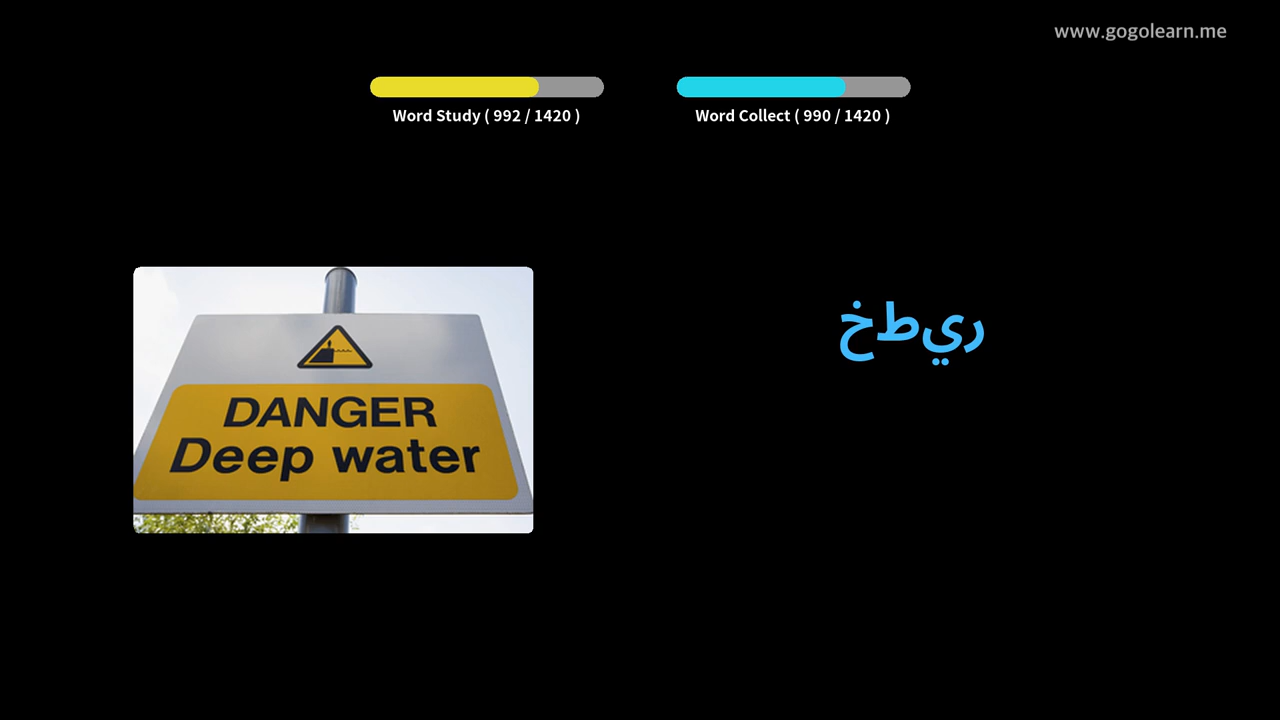 www.gogolearn.me
Word Study ( 992 / 1420 )
Word Collect ( 990 / 1420 )
ريطخ
DANGER
Deep water